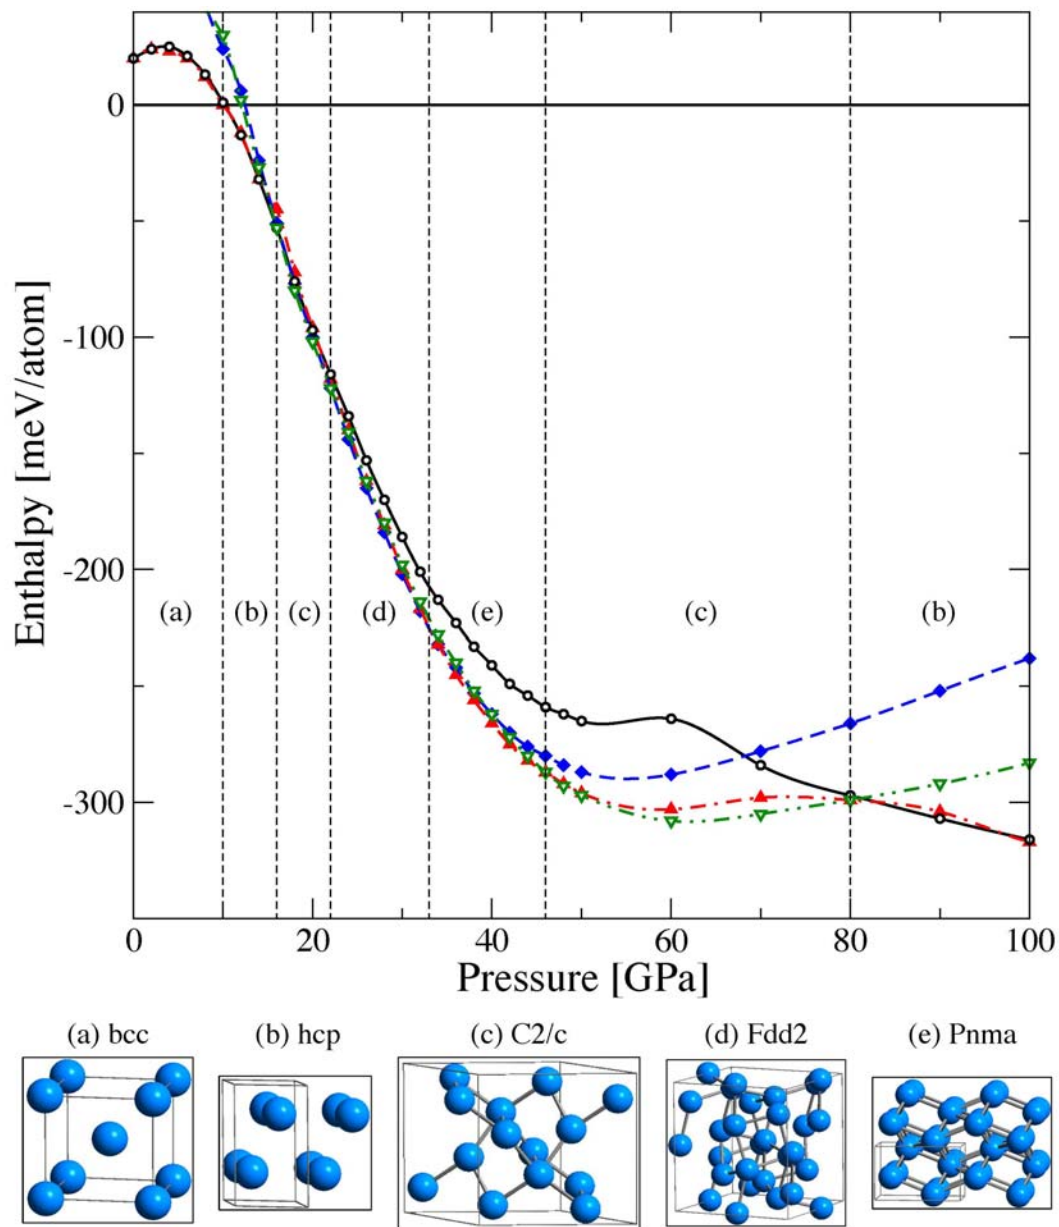 0
-100
-200
-300
Enthalpy [meV/atom]
(a) (b) (c) (d) (e) (c) (b)
0 20 40 60 80 100
Pressure [GPa]
(a) bcc (b) hcp (c) C2/c (d) Fdd2 (e) Pnma